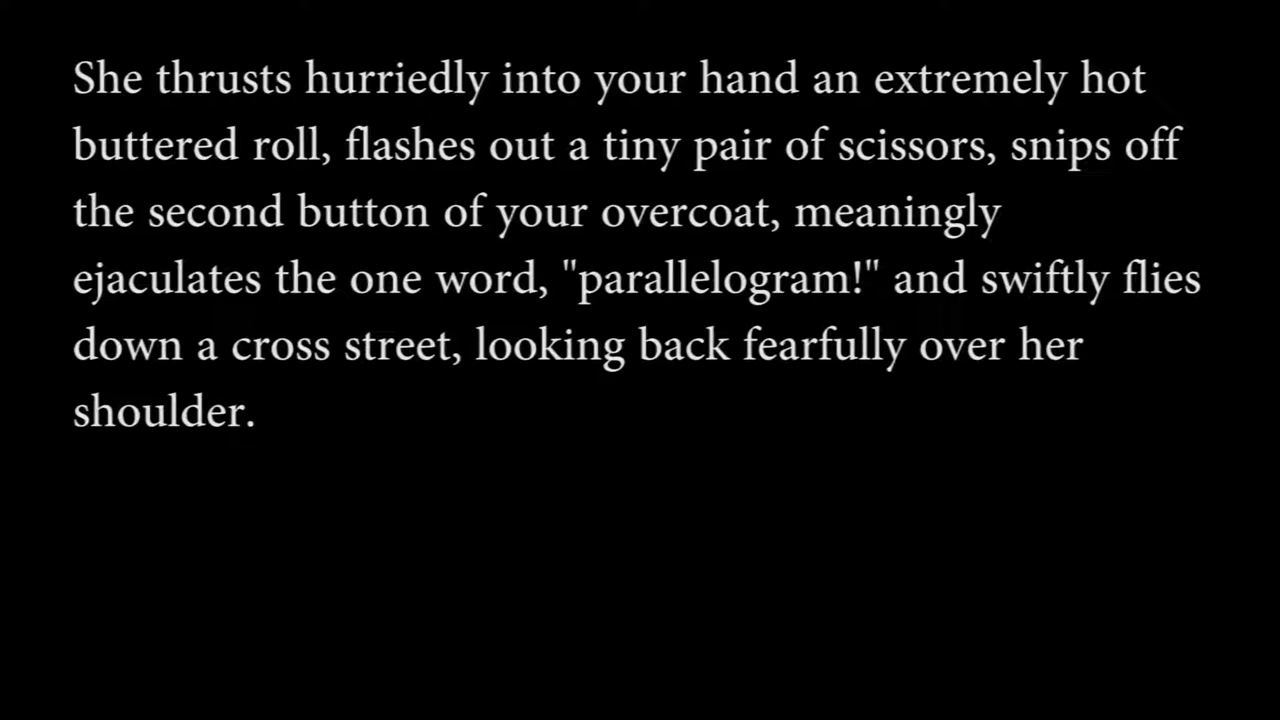 She thrusts hurriedly into your hand an extremely hot
buttered roll, flashes out a tiny pair of scissors, snips off
the second button of your overcoat, meaningly
ejaculates the one word, "parallelogram!" and swiftly flies
down a cross street, looking back fearfully over her
shoulder.